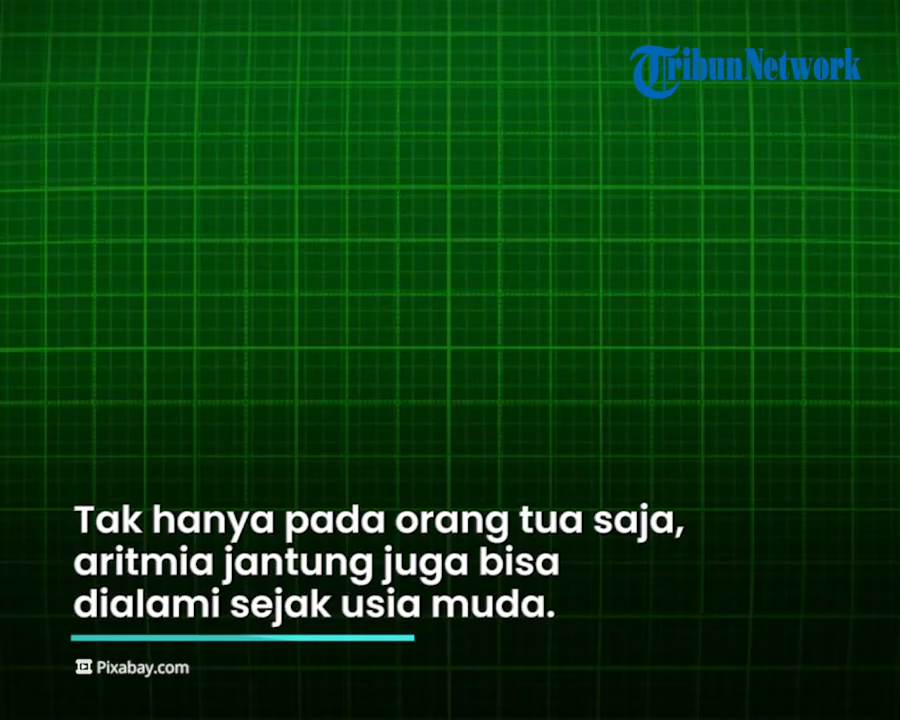 TribunNetwork
Tak hanya pada orang tua saja,
aritmia jantung juga bisa
dialami sejak usia muda.
Pixabay.com